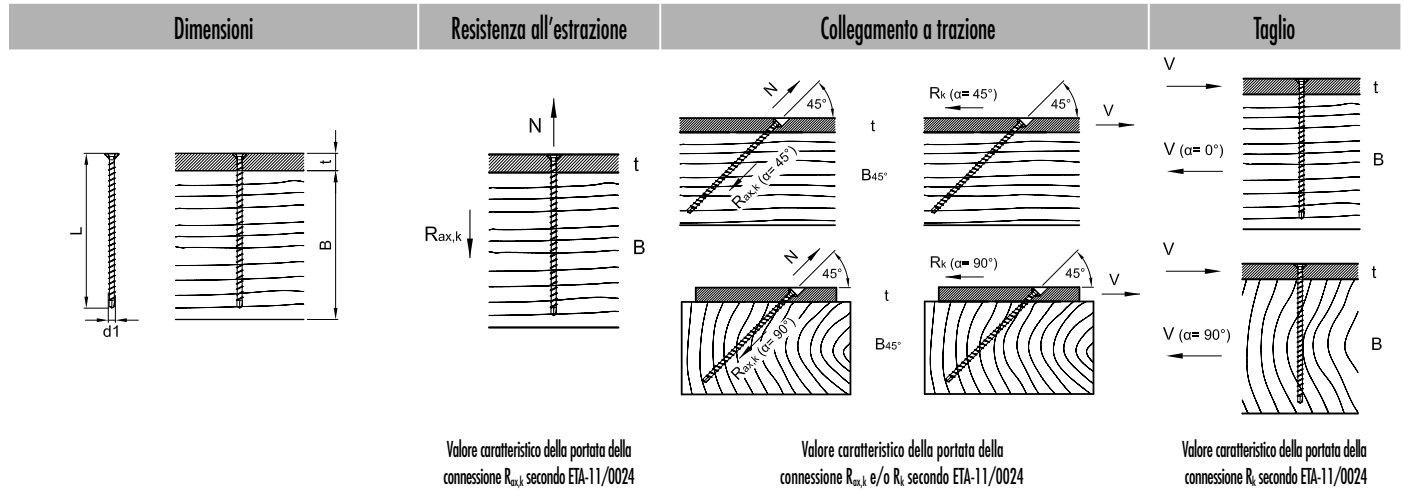 Dimensioni
Resistenza all'estrazione
Collegamento a trazione
Taglio
L
d1
t
B
N
Rax,k
t
B
N
45°
Rax,k (α= 45°)
t
B45°
Rk (α= 45°)
45°
V
N
45°
Rax,k (α= 90°)
t
B45°
Rk (α= 90°)
45°
V
V
t
V (α= 0°)
B
V
t
V (α= 90°)
B
Valore caratteristico della portata della
connessione Rax,k secondo ETA-11/0024
Valore caratteristico della portata della
connessione Rax,k e/o Rk secondo ETA-11/0024
Valore caratteristico della portata della
connessione Rk secondo ETA-11/0024